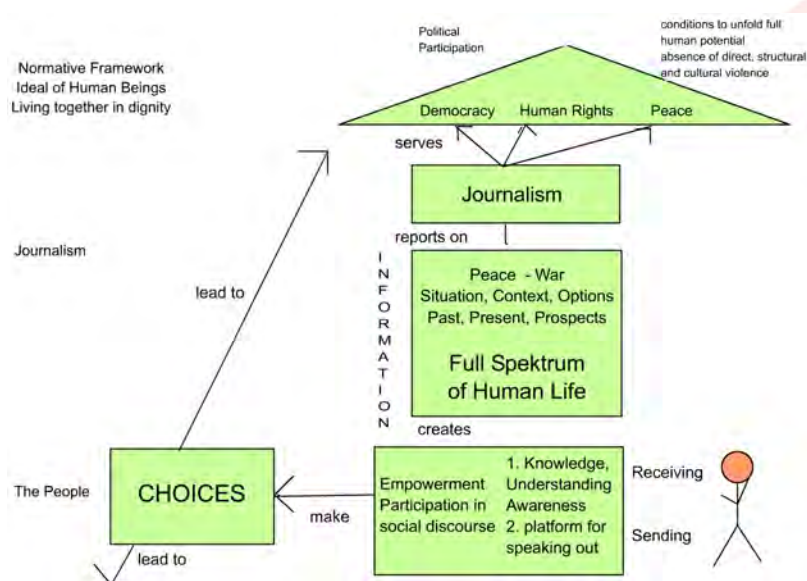 Normative Framework
Ideal of Human Beings
Living together in dignity
Political
Participation
conditions to unfold full
human potential
absence of direct, structural
and cultural violence
Democracy
Human Rights
Peace
serves
Journalism
Journalism
reports on
INFORMATION
Peace - War
Situation, Context, Options
Past, Present, Prospects
Full Spektrum
of Human Life
lead to
creates
The People
CHOICES
make
Empowerment
Participation in
social discourse
1. Knowledge,
Understanding
Awareness
2. platform for
speaking out
Receiving
Sending
lead to